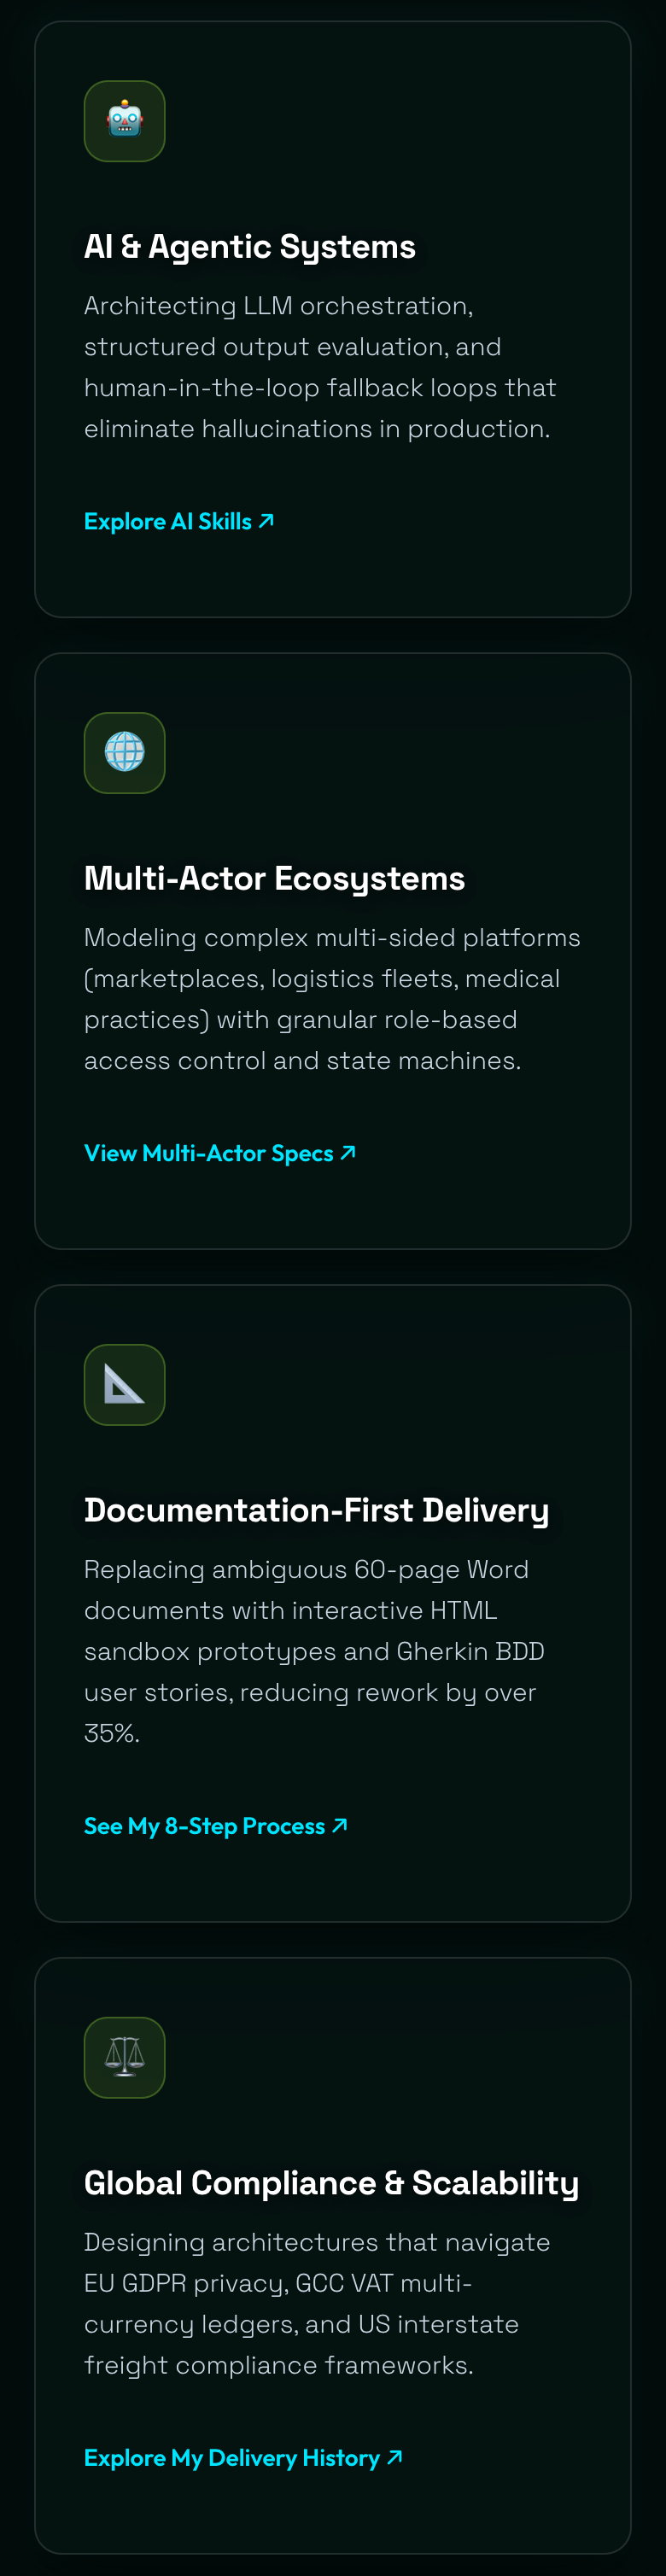 AI & Agentic Systems
Architecting LLM orchestration,
structured output evaluation, and
human-in-the-loop fallback loops that
eliminate hallucinations in production.
Explore AI Skills ↗
Multi-Actor Ecosystems
Modeling complex multi-sided platforms
(marketplaces, logistics fleets, medical
practices) with granular role-based
access control and state machines.
View Multi-Actor Specs ↗
Documentation-First Delivery
Replacing ambiguous 60-page Word
documents with interactive HTML
sandbox prototypes and Gherkin BDD
user stories, reducing rework by over
35%.
See My 8-Step Process ↗
Global Compliance & Scalability
Designing architectures that navigate
EU GDPR privacy, GCC VAT multi-
currency ledgers, and US interstate
freight compliance frameworks.
Explore My Delivery History ↗